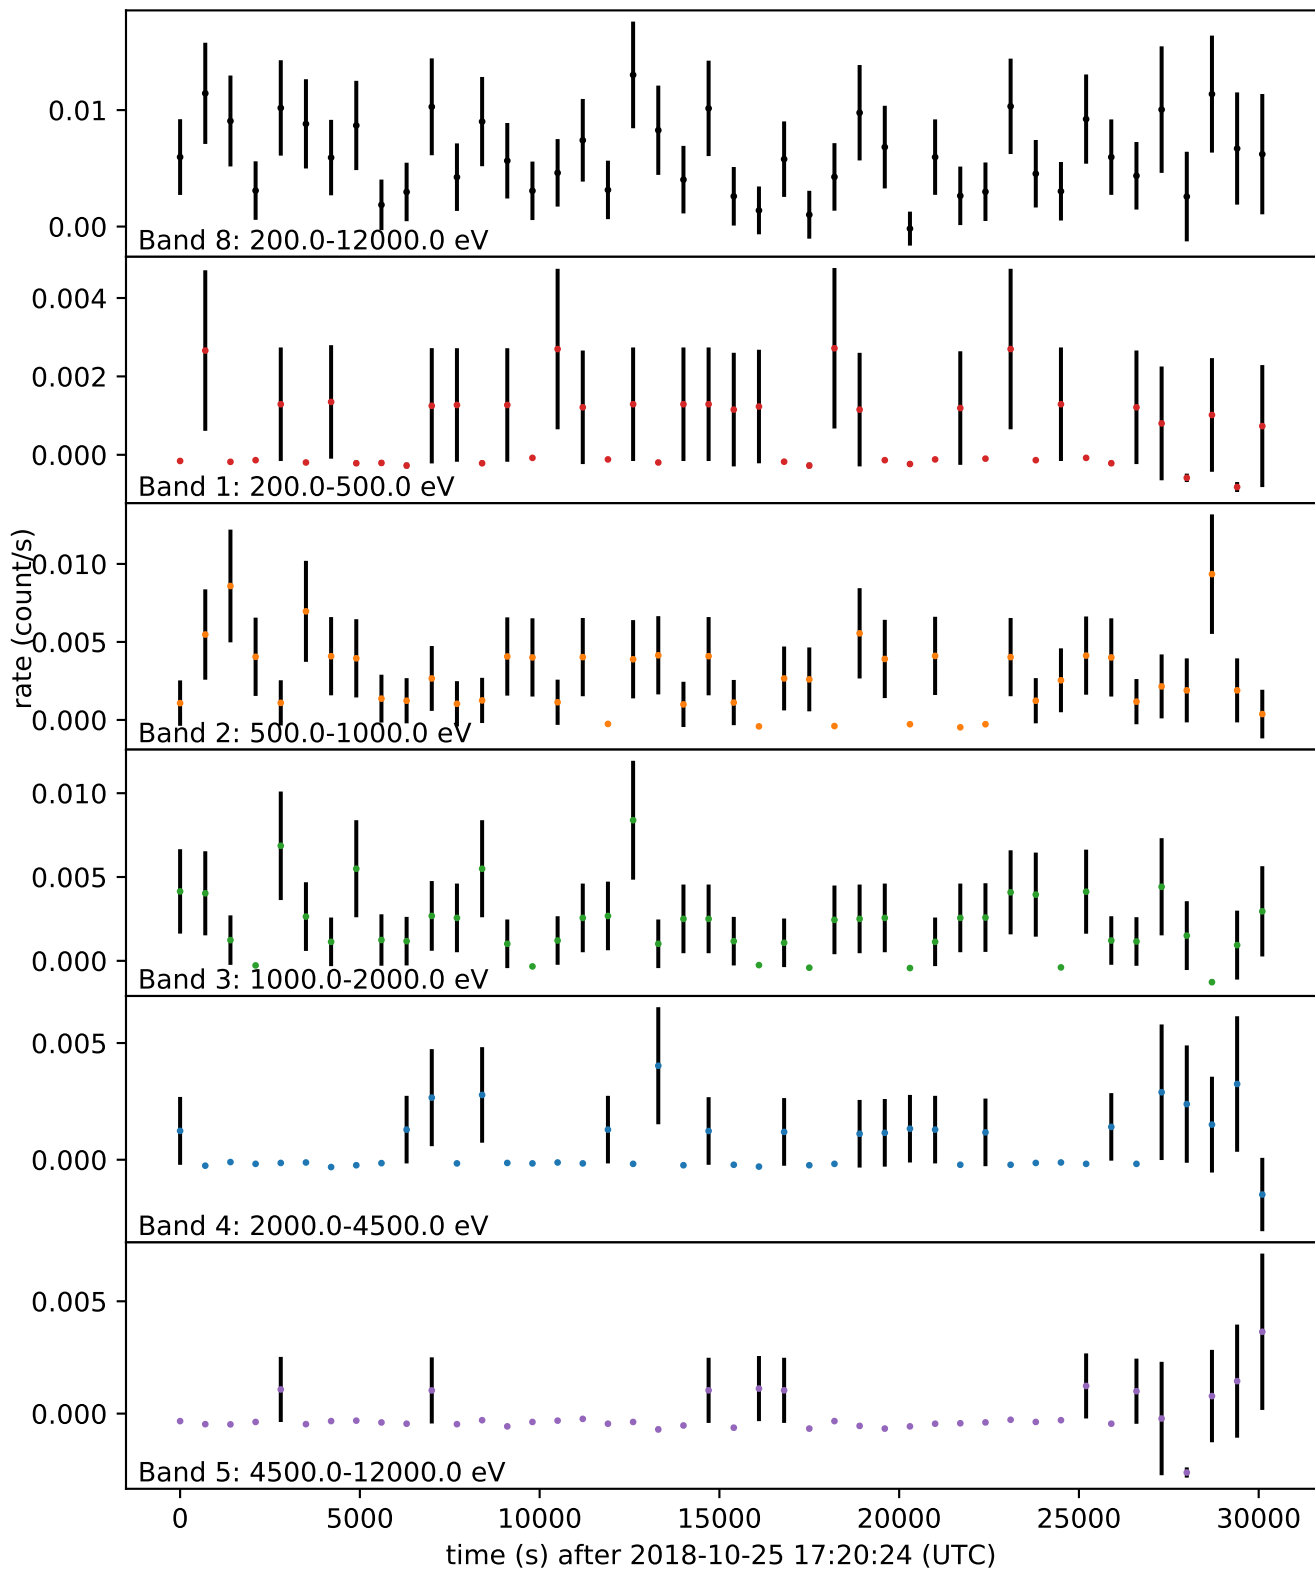 0.01
0.00
Band 8: 200.0-12000.0 eV
0.004
0.002
0.000
Band 1: 200.0-500.0 eV
rate (count/s)
0.010
0.005
0.000
Band 2: 500.0-1000.0 eV
0.010
0.005
0.000
Band 3: 1000.0-2000.0 eV
0.005
0.000
Band 4: 2000.0-4500.0 eV
0.005
0.000
Band 5: 4500.0-12000.0 eV
0 5000 10000 15000 20000 25000 30000
time (s) after 2018-10-25 17:20:24 (UTC)